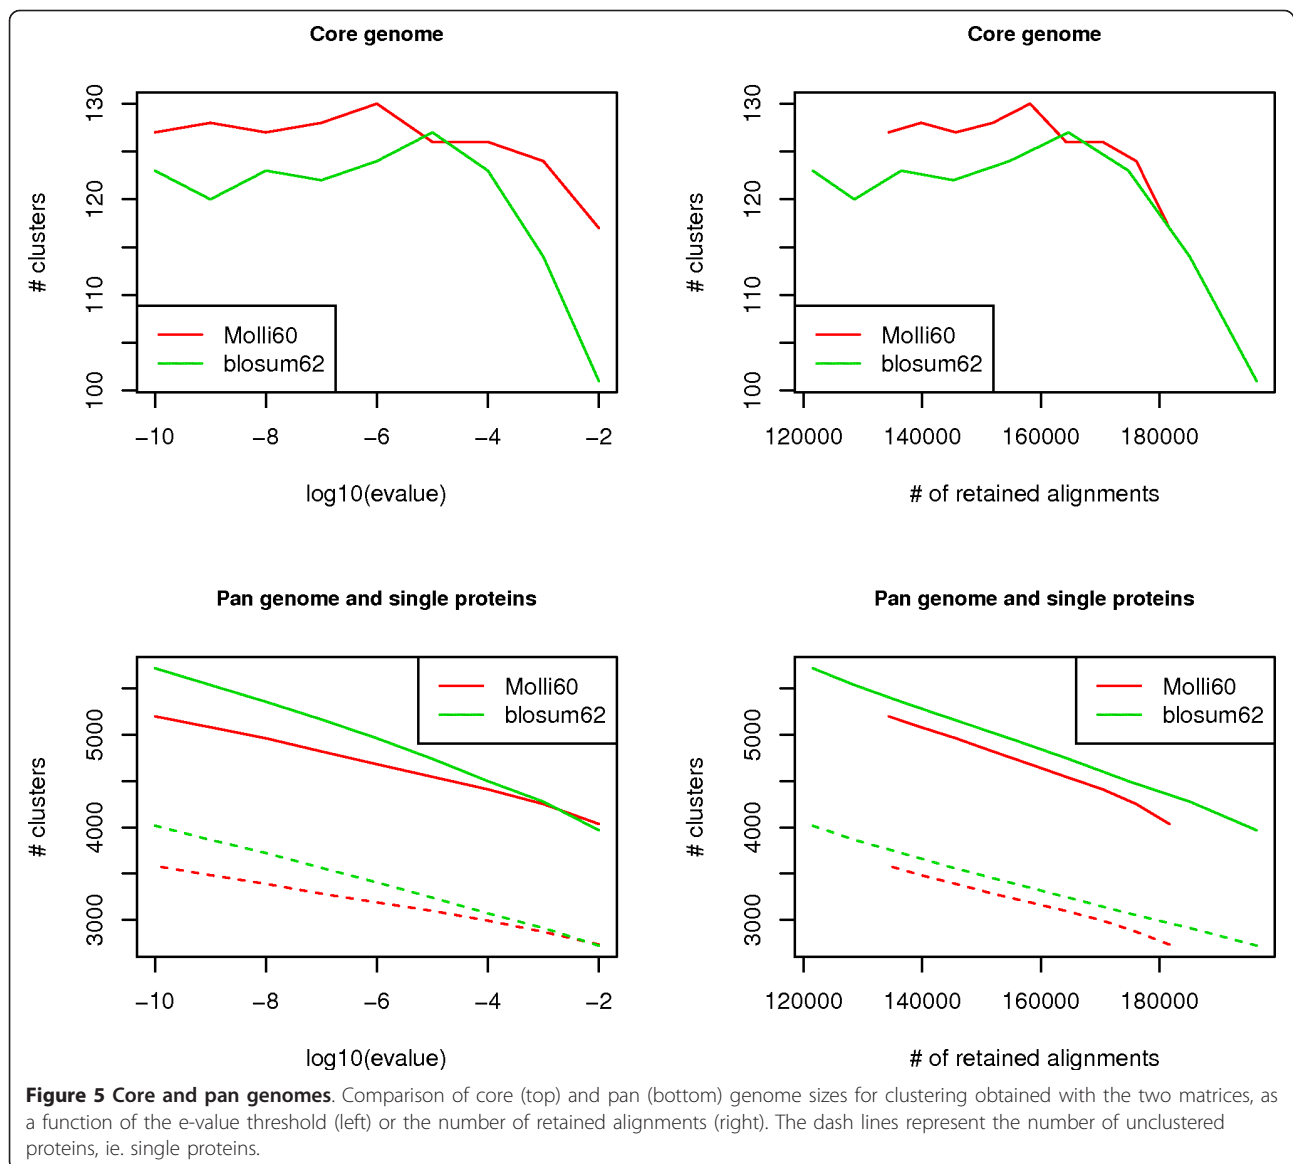 Core genome
# clusters
130
120
110
100
Molli60
blosum62
−10 −8 −6 −4 −2
log10(evalue)
Core genome
# clusters
130
120
110
100
Molli60
blosum62
120000 140000 160000 180000
# of retained alignments
Pan genome and single proteins
# clusters
5000
4000
3000
Molli60
blosum62
−10 −8 −6 −4 −2
log10(evalue)
Pan genome and single proteins
# clusters
5000
4000
3000
Molli60
blosum62
120000 140000 160000 180000
# of retained alignments
Figure 5 Core and pan genomes. Comparison of core (top) and pan (bottom) genome sizes for clustering obtained with the two matrices, as
a function of the e-value threshold (left) or the number of retained alignments (right). The dash lines represent the number of unclustered
proteins, ie. single proteins.